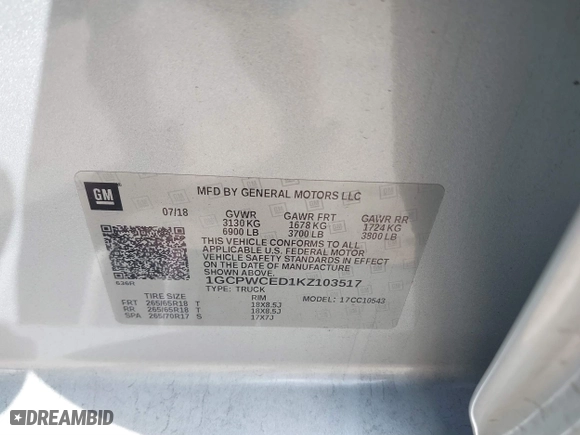 GM
MFD BY GENERAL MOTORS LLC
07/18 GVWR GAWR FRT GAWR RR
3130 KG 1678 KG 1724 KG
6900 LB 3700 LB 3800 LB
THIS VEHICLE CONFORMS TO ALL
APPLICABLE U.S. FEDERAL MOTOR
VEHICLE SAFETY STANDARDS IN EFFECT
ON THE DATE OF MANUFACTURE
SHOWN ABOVE.
636R
1GCPWCED1KZ103517
TYPE: TRUCK MODEL: 17CC10543
TIRE SIZE RIM
FRT 265/65R18 T 18X8.5J
RR 265/65R18 T 18X8.5J
SPA 265/70R17 S 17X7J
DREAMBID